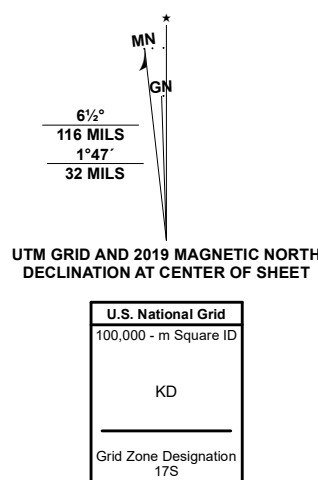 ★
MN
GN
6½°
116 MILS
1°47´
32 MILS
UTM GRID AND 2019 MAGNETIC NORTH
DECLINATION AT CENTER OF SHEET
U.S. National Grid
100,000 - m Square ID
KD
Grid Zone Designation
17S